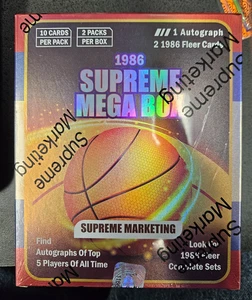 10 CARDS
PER PACK
2 PACKS
PER BOX
/// 1 Autograph
2 1986 Fleer Cards
1986
SUPREME
MEGA BOX
SUPREME MARKETING
Find
Autographs Of Top
5 Players Of All Time
Look
1986 Fleer
Complete Sets
Supreme
Marketing
Supreme
Marketing
Supreme
Marketing